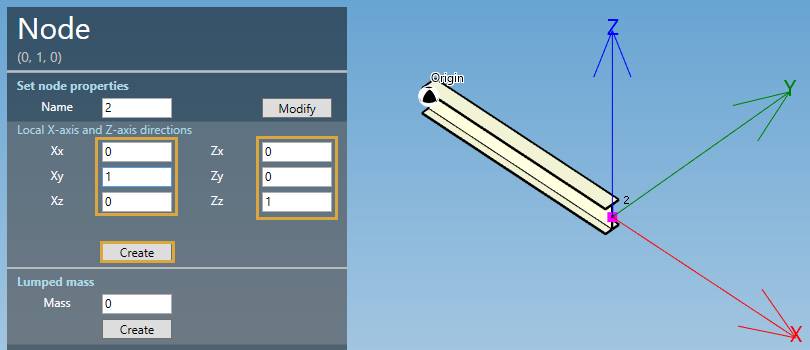 Node
(0, 1, 0)
Set node properties
Name 2 Modify
Local X-axis and Z-axis directions
Xx 0 Zx 0
Xy 1 Zy 0
Xz 0 Zz 1
Create
Lumped mass
Mass 0
Create
Origin
Z
Y
2
X